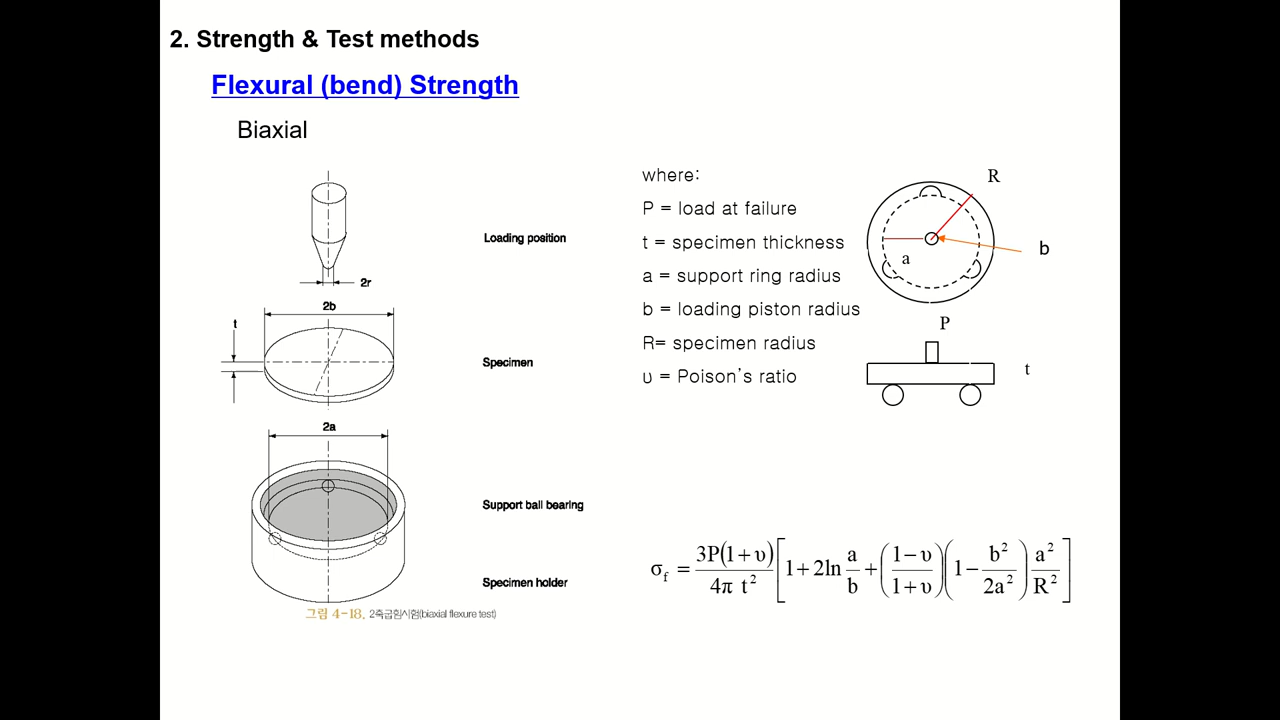 2. Strength & Test methods
Flexural (bend) Strength
Biaxial
Loading position
2r
2b
t
Specimen
2a
Support ball bearing
Specimen holder
그림 4-18. 2축굽힘시험(biaxial flexure test)
where:
P = load at failure
t = specimen thickness
a = support ring radius
b = loading piston radius
R= specimen radius
υ = Poison's ratio
R
b
a
P
t
σf = 3P(1+υ)/4π t² [1+2ln a/b + (1−υ/1+υ)(1− b²/2a²) a²/R²]